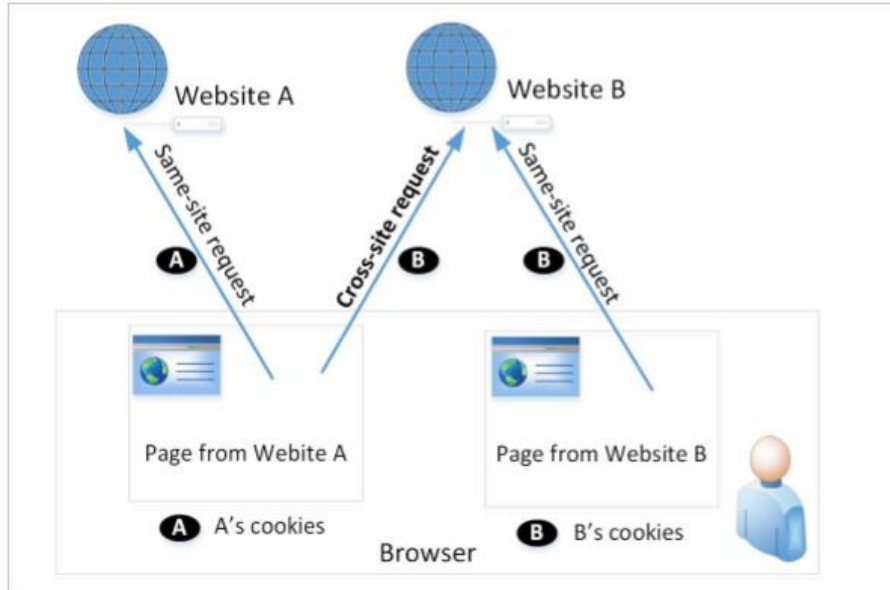 Website A
Website B
Same-site request
Cross-site request
Same-site request
A
B
B
Page from Webite A
Page from Website B
A A's cookies
B B's cookies
Browser